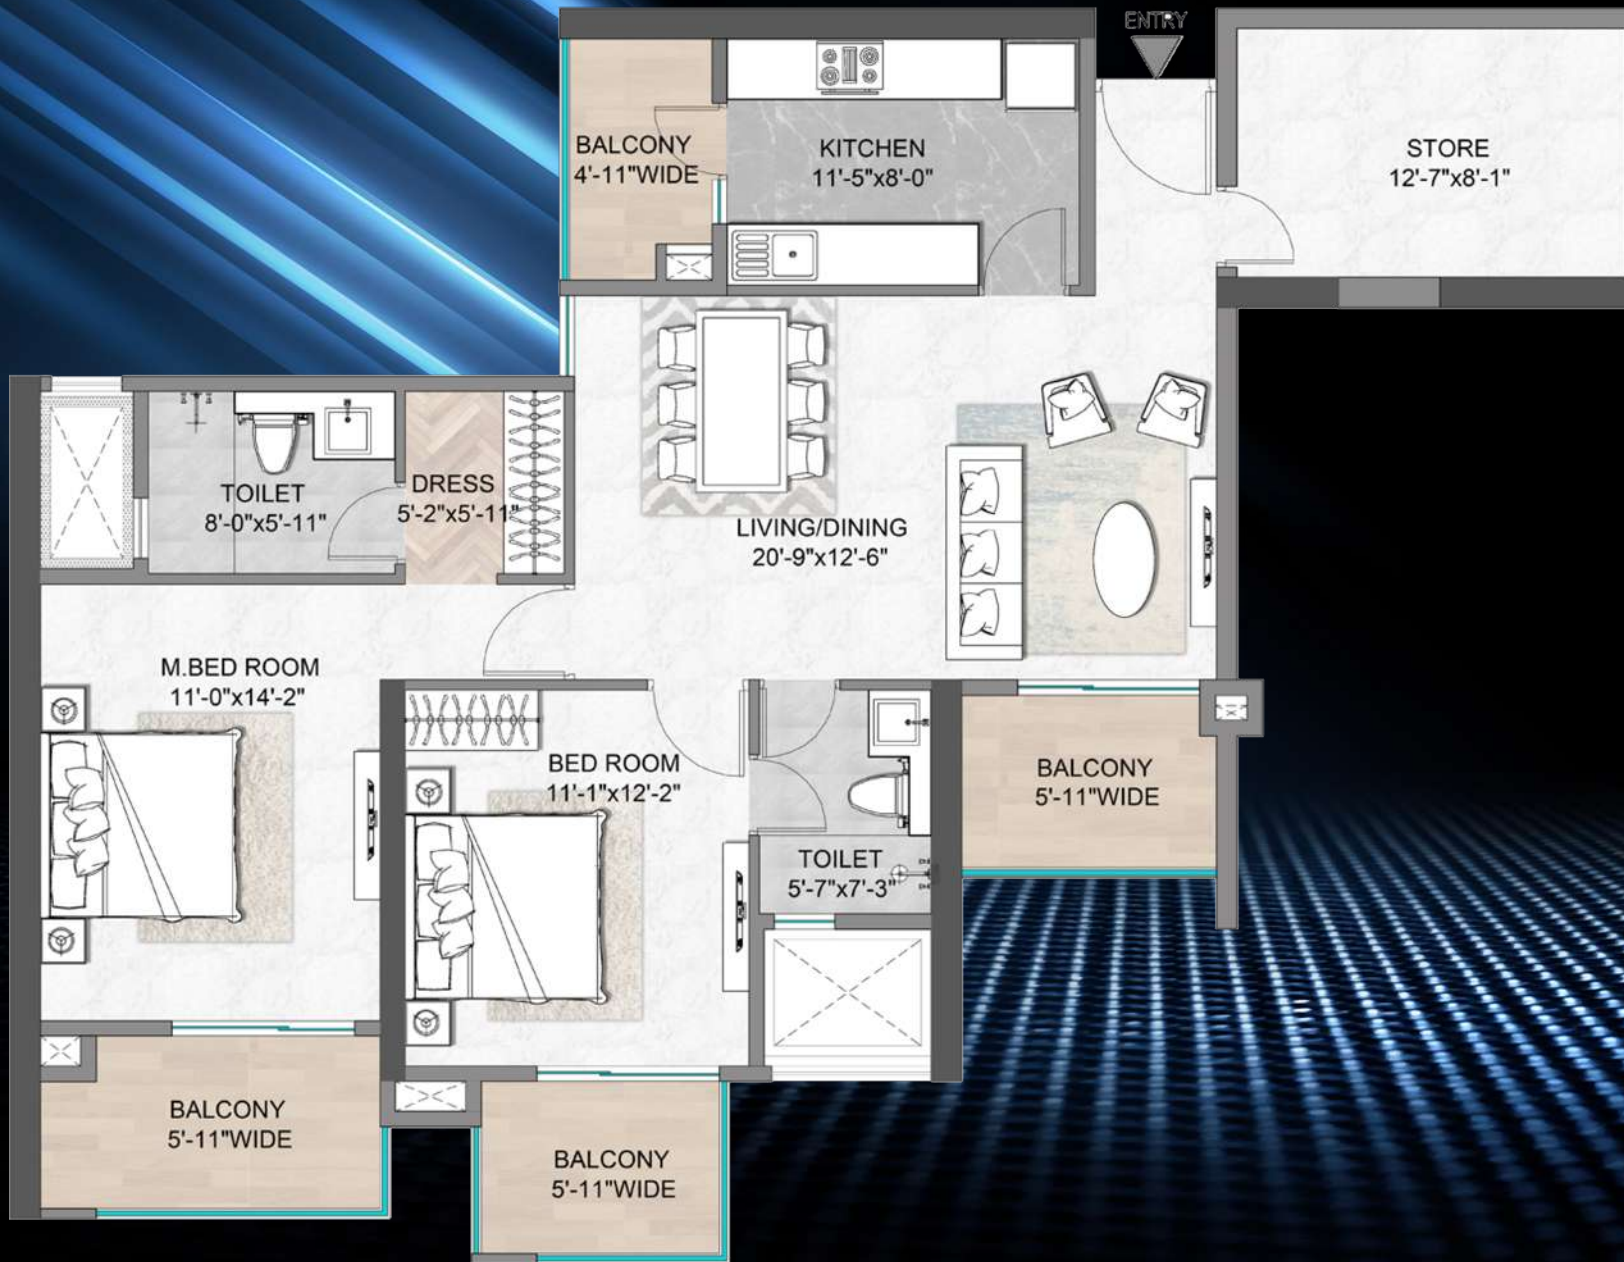 ENTRY
BALCONY
4'-11"WIDE
KITCHEN
11'-5"x8'-0"
STORE
12'-7"x8'-1"
TOILET
8'-0"x5'-11"
DRESS
5'-2"x5'-11"
LIVING/DINING
20'-9"x12'-6"
M.BED ROOM
11'-0"x14'-2"
BED ROOM
11'-1"x12'-2"
BALCONY
5'-11"WIDE
TOILET
5'-7"x7'-3"
BALCONY
5'-11"WIDE
BALCONY
5'-11"WIDE